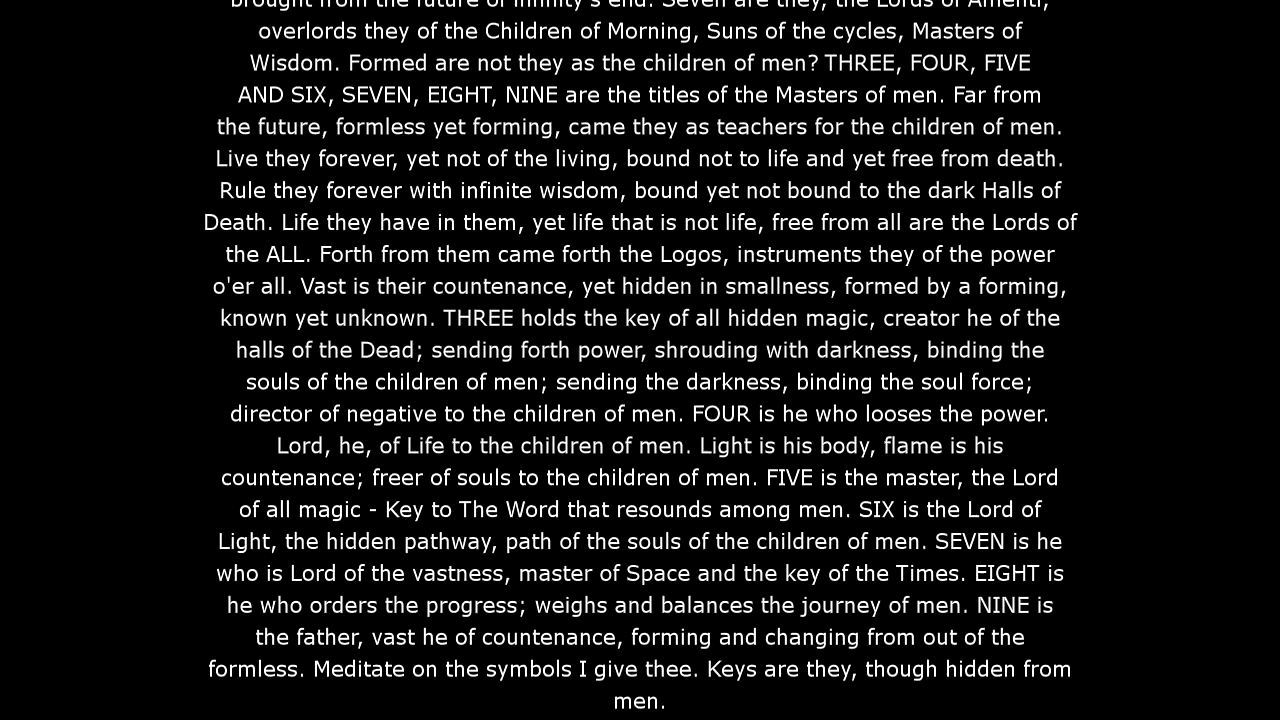 brought from the future of infinity's end. Seven are they, the Lords of Amenti,
overlords they of the Children of Morning, Suns of the cycles, Masters of
Wisdom. Formed are not they as the children of men? THREE, FOUR, FIVE
AND SIX, SEVEN, EIGHT, NINE are the titles of the Masters of men. Far from
the future, formless yet forming, came they as teachers for the children of men.
Live they forever, yet not of the living, bound not to life and yet free from death.
Rule they forever with infinite wisdom, bound yet not bound to the dark Halls of
Death. Life they have in them, yet life that is not life, free from all are the Lords of
the ALL. Forth from them came forth the Logos, instruments they of the power
o'er all. Vast is their countenance, yet hidden in smallness, formed by a forming,
known yet unknown. THREE holds the key of all hidden magic, creator he of the
halls of the Dead; sending forth power, shrouding with darkness, binding the
souls of the children of men; sending the darkness, binding the soul force;
director of negative to the children of men. FOUR is he who looses the power.
Lord, he, of Life to the children of men. Light is his body, flame is his
countenance; freer of souls to the children of men. FIVE is the master, the Lord
of all magic - Key to The Word that resounds among men. SIX is the Lord of
Light, the hidden pathway, path of the souls of the children of men. SEVEN is he
who is Lord of the vastness, master of Space and the key of the Times. EIGHT is
he who orders the progress; weighs and balances the journey of men. NINE is
the father, vast he of countenance, forming and changing from out of the
formless. Meditate on the symbols I give thee. Keys are they, though hidden from
men.